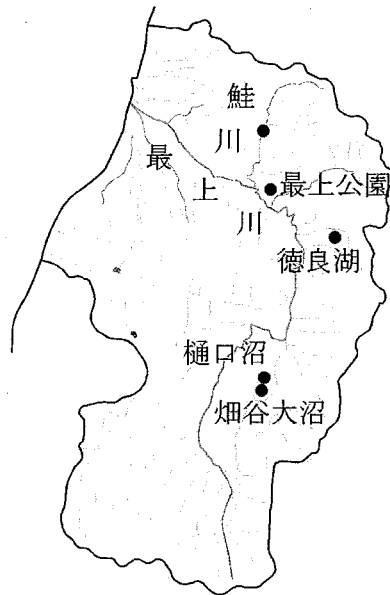 鮭川
最上川
最上公園
徳良湖
樋口沼
畑谷大沼